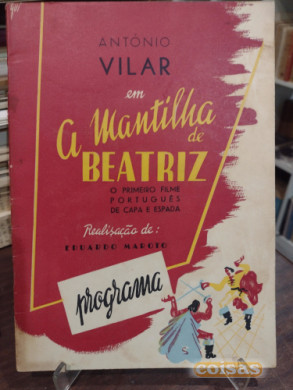 ANTÓNIO
VILAR
em
A Mantilha
de
BEATRIZ
O PRIMEIRO FILME
PORTUGUÊS
DE CAPA E ESPADA
Realização de:
EDUARDO MAROTO
programa
coisas